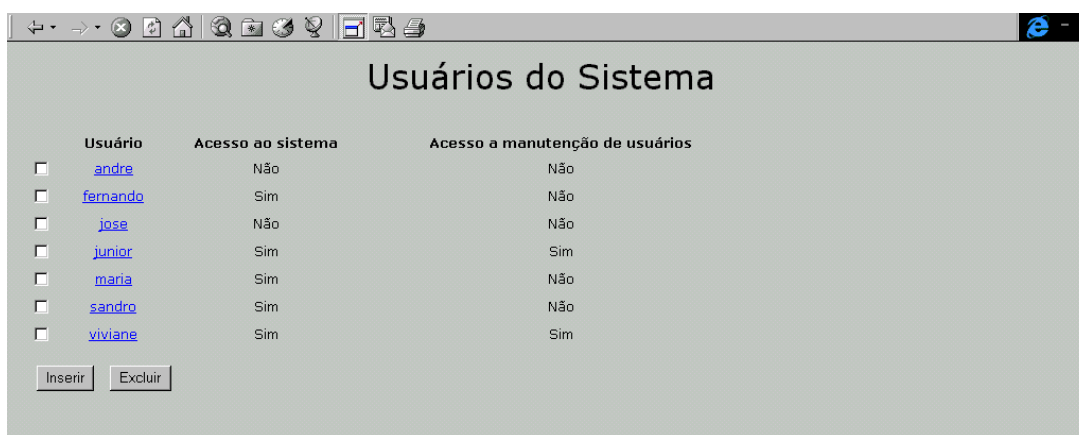 Usuários do Sistema
Usuário Acesso ao sistema Acesso a manutenção de usuários
andre Não Não
fernando Sim Não
jose Não Não
junior Sim Sim
maria Sim Não
sandro Sim Não
viviane Sim Sim
Inserir Excluir